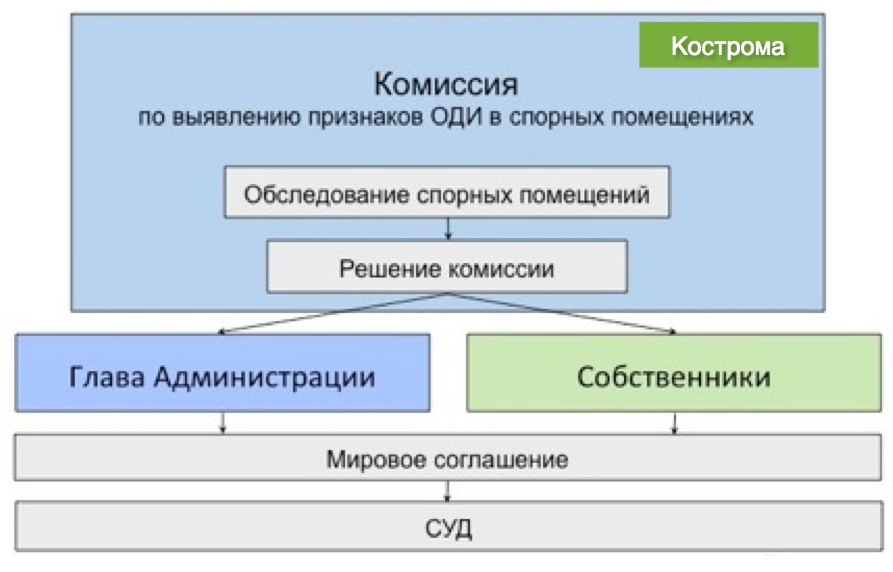 Кострома
Комиссия
по выявлению признаков ОДИ в спорных помещениях
Обследование спорных помещений
Решение комиссии
Глава Администрации
Собственники
Мировое соглашение
СУД